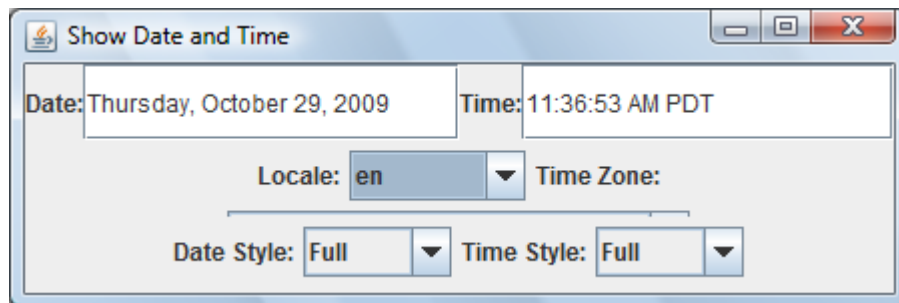 Show Date and Time
Date: Thursday, October 29, 2009 Time: 11:36:53 AM PDT
Locale: en Time Zone:
Date Style: Full Time Style: Full